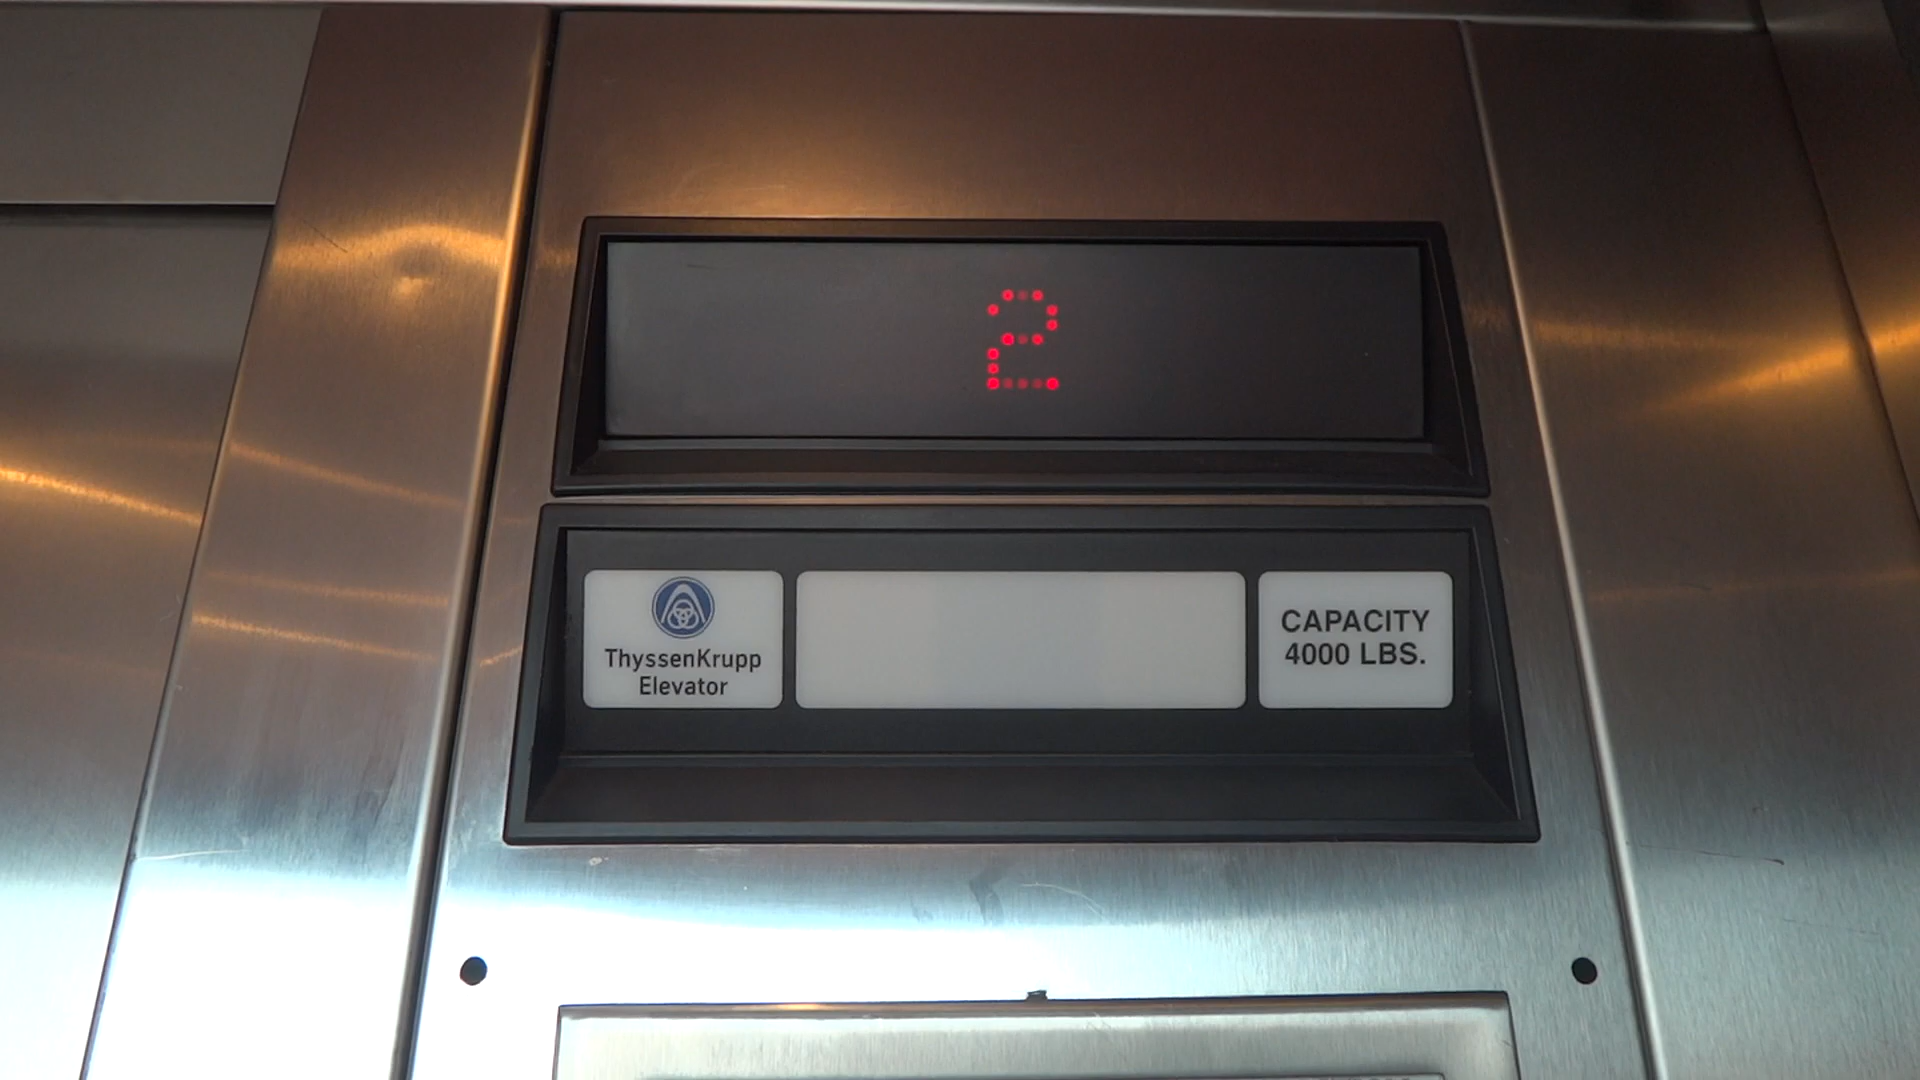 2
ThyssenKrupp
Elevator
CAPACITY
4000 LBS.